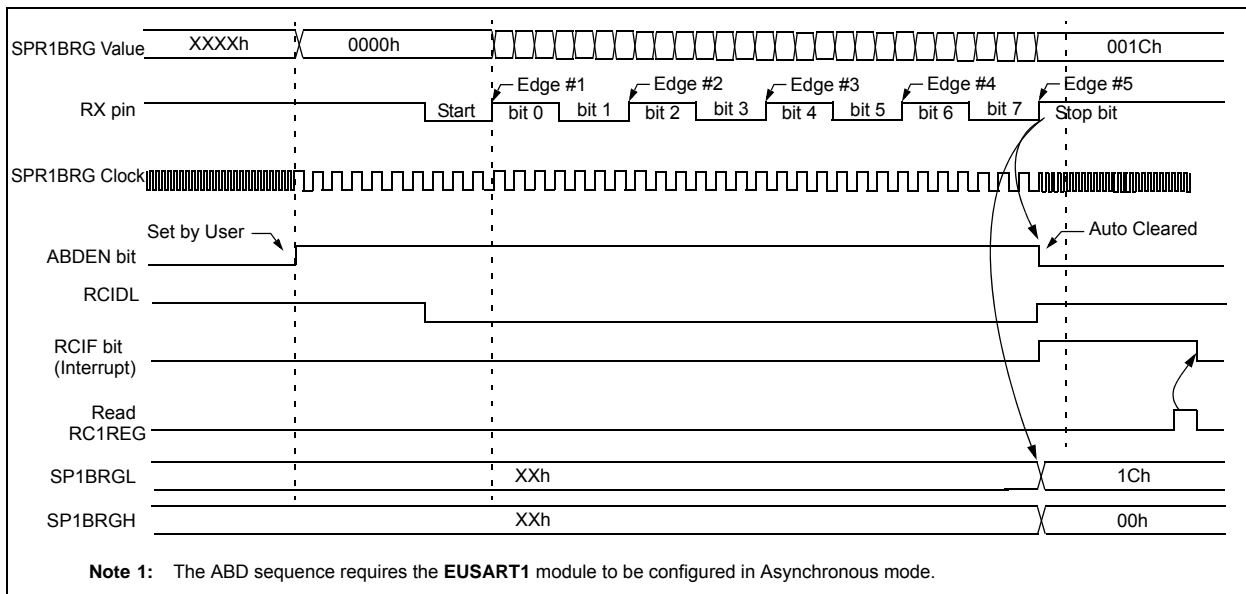 SPR1BRG Value XXXXh 0000h 001Ch
Edge #1 Edge #2 Edge #3 Edge #4 Edge #5
RX pin Start bit 0 bit 1 bit 2 bit 3 bit 4 bit 5 bit 6 bit 7 Stop bit
SPR1BRG Clock
Set by User Auto Cleared
ABDEN bit
RCIDL
RCIF bit
(Interrupt)
Read
RC1REG
SP1BRGL XXh 1Ch
SP1BRGH XXh 00h
Note 1: The ABD sequence requires the EUSART1 module to be configured in Asynchronous mode.